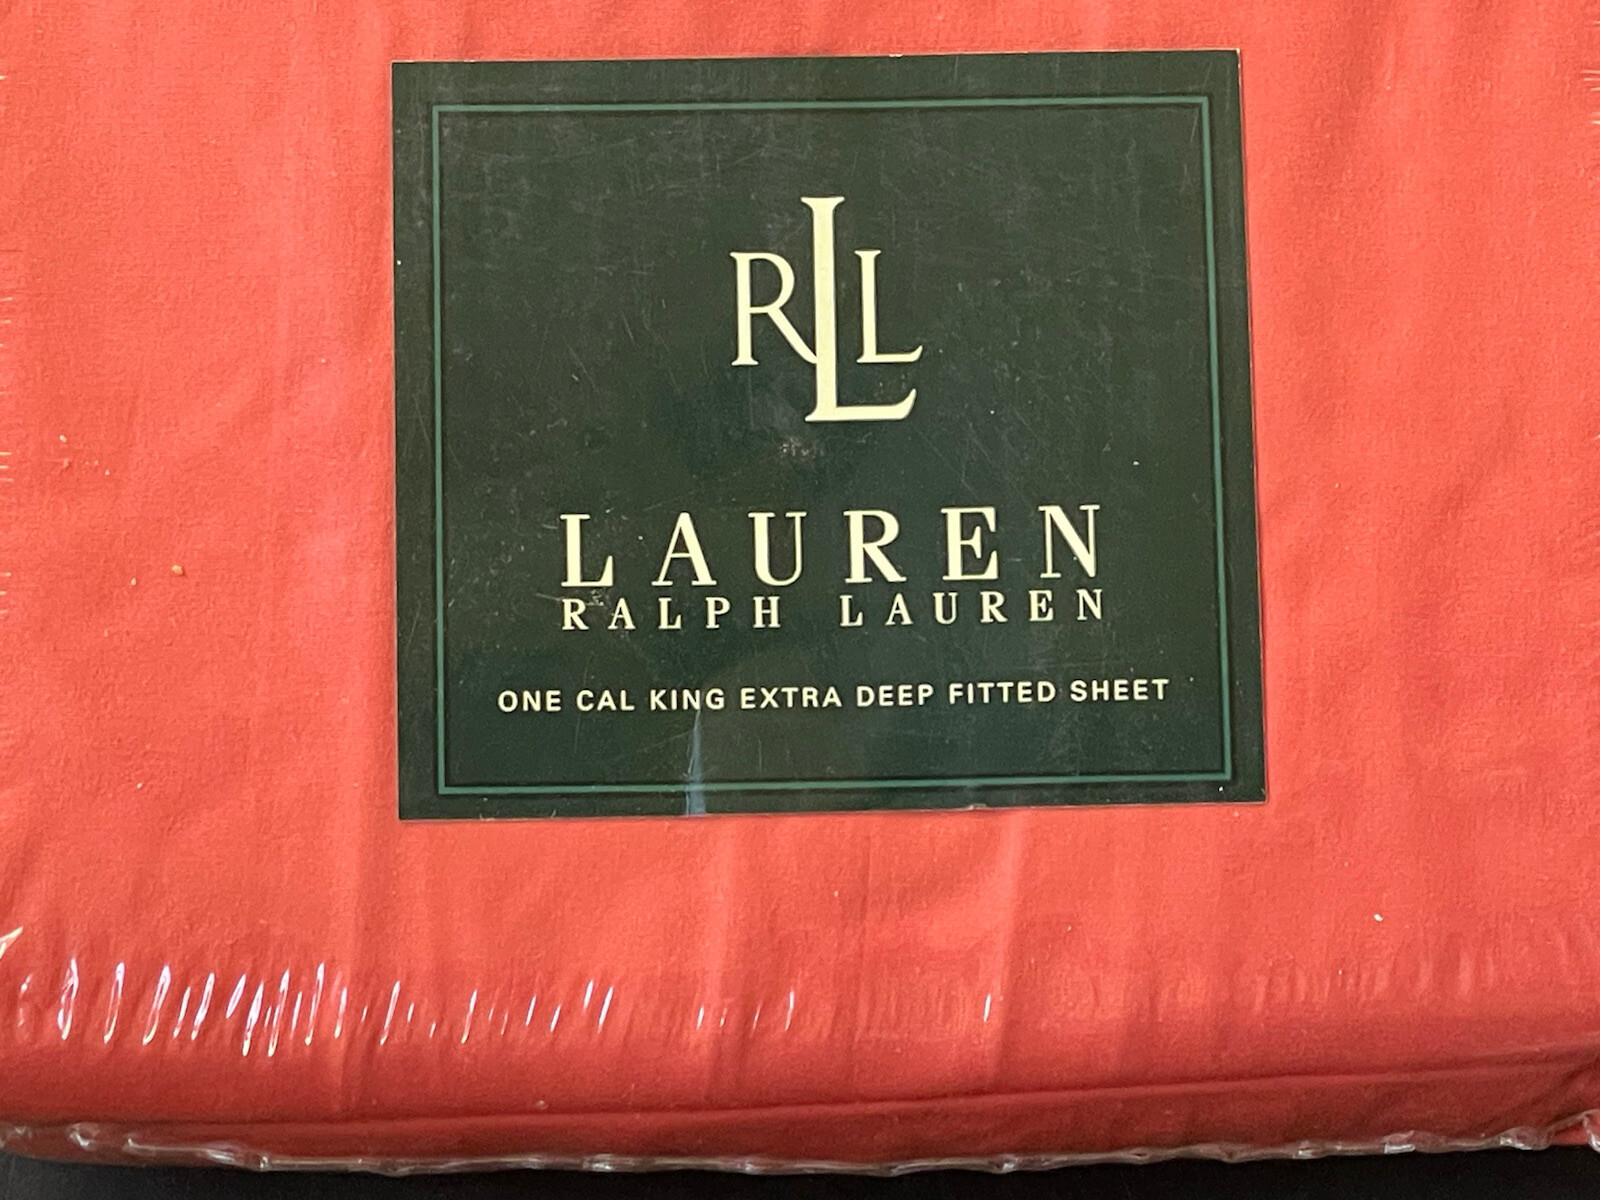 RLL
LAUREN
RALPH LAUREN
ONE CAL KING EXTRA DEEP FITTED SHEET